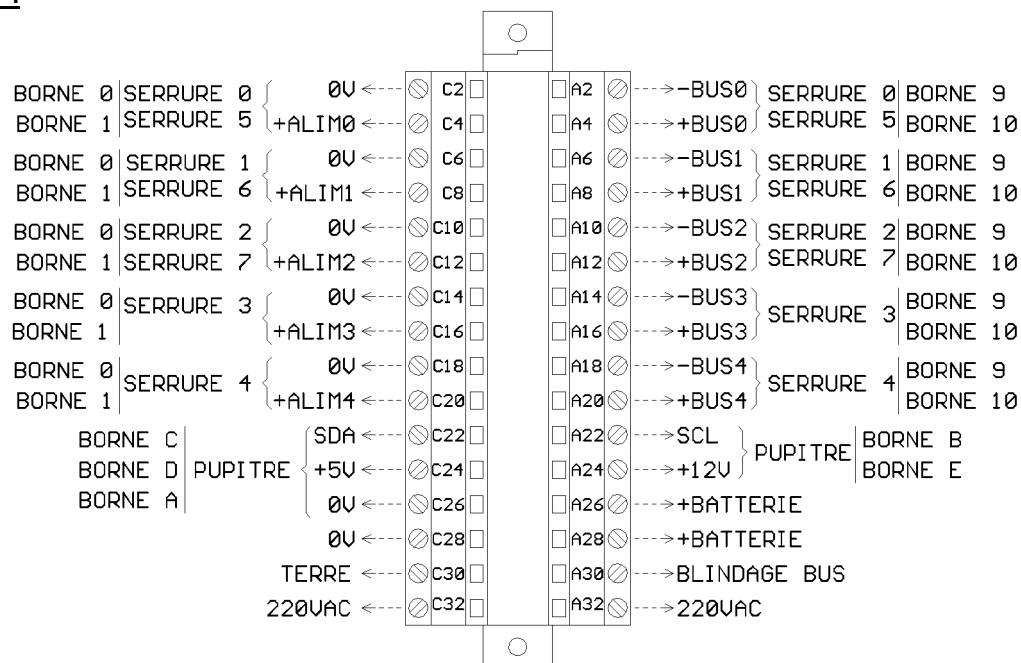 BORNE 0 SERRURE 0 0V C2 A2 -BUS0 SERRURE 0 BORNE 9
BORNE 1 SERRURE 5 +ALIM0 C4 A4 +BUS0 SERRURE 5 BORNE 10
BORNE 0 SERRURE 1 0V C6 A6 -BUS1 SERRURE 1 BORNE 9
BORNE 1 SERRURE 6 +ALIM1 C8 A8 +BUS1 SERRURE 6 BORNE 10
BORNE 0 SERRURE 2 0V C10 A10 -BUS2 SERRURE 2 BORNE 9
BORNE 1 SERRURE 7 +ALIM2 C12 A12 +BUS2 SERRURE 7 BORNE 10
BORNE 0 SERRURE 3 0V C14 A14 -BUS3 SERRURE 3 BORNE 9
BORNE 1 +ALIM3 C16 A16 +BUS3 BORNE 10
BORNE 0 SERRURE 4 0V C18 A18 -BUS4 SERRURE 4 BORNE 9
BORNE 1 +ALIM4 C20 A20 +BUS4 BORNE 10
BORNE C SDA C22 A22 SCL BORNE B
BORNE D PUPITRE +5V C24 A24 +12V PUPITRE BORNE E
BORNE A 0V C26 A26 +BATTERIE
0V C28 A28 +BATTERIE
TERRE C30 A30 BLINDAGE BUS
220VAC C32 A32 220VAC